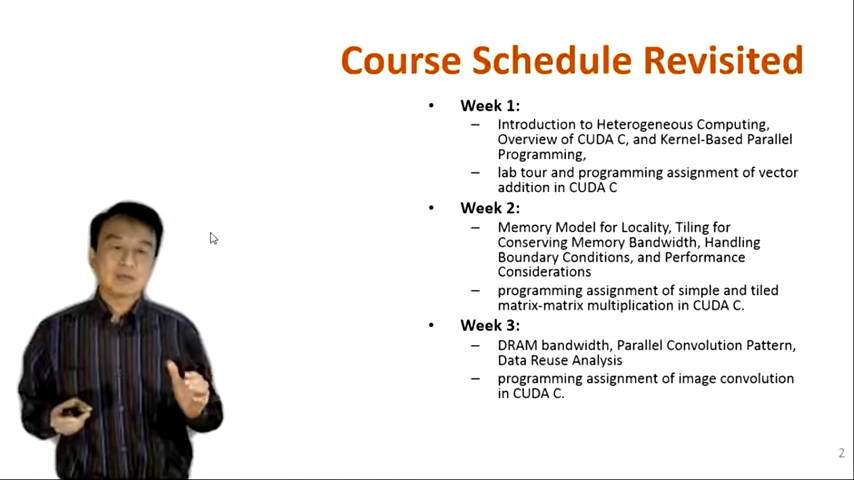 Course Schedule Revisited
• Week 1:
– Introduction to Heterogeneous Computing,
Overview of CUDA C, and Kernel-Based Parallel
Programming,
– lab tour and programming assignment of vector
addition in CUDA C
• Week 2:
– Memory Model for Locality, Tiling for
Conserving Memory Bandwidth, Handling
Boundary Conditions, and Performance
Considerations
– programming assignment of simple and tiled
matrix-matrix multiplication in CUDA C.
• Week 3:
– DRAM bandwidth, Parallel Convolution Pattern,
Data Reuse Analysis
– programming assignment of image convolution
in CUDA C.
2